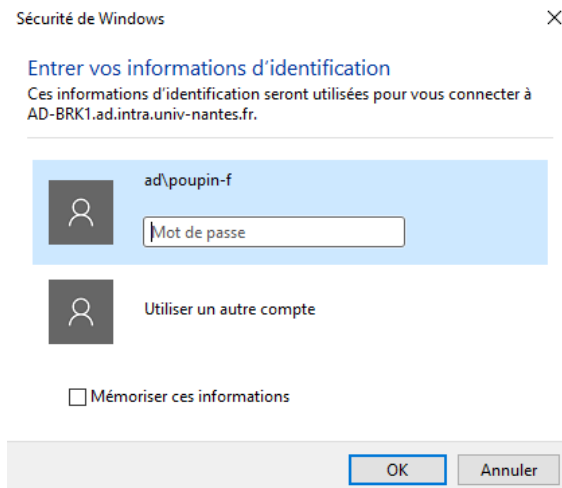 Sécurité de Windows
Entrer vos informations d’identification
Ces informations d’identification seront utilisées pour vous connecter à
AD-BRK1.ad.intra.univ-nantes.fr.
ad\poupin-f
Mot de passe
Utiliser un autre compte
Mémoriser ces informations
OK Annuler